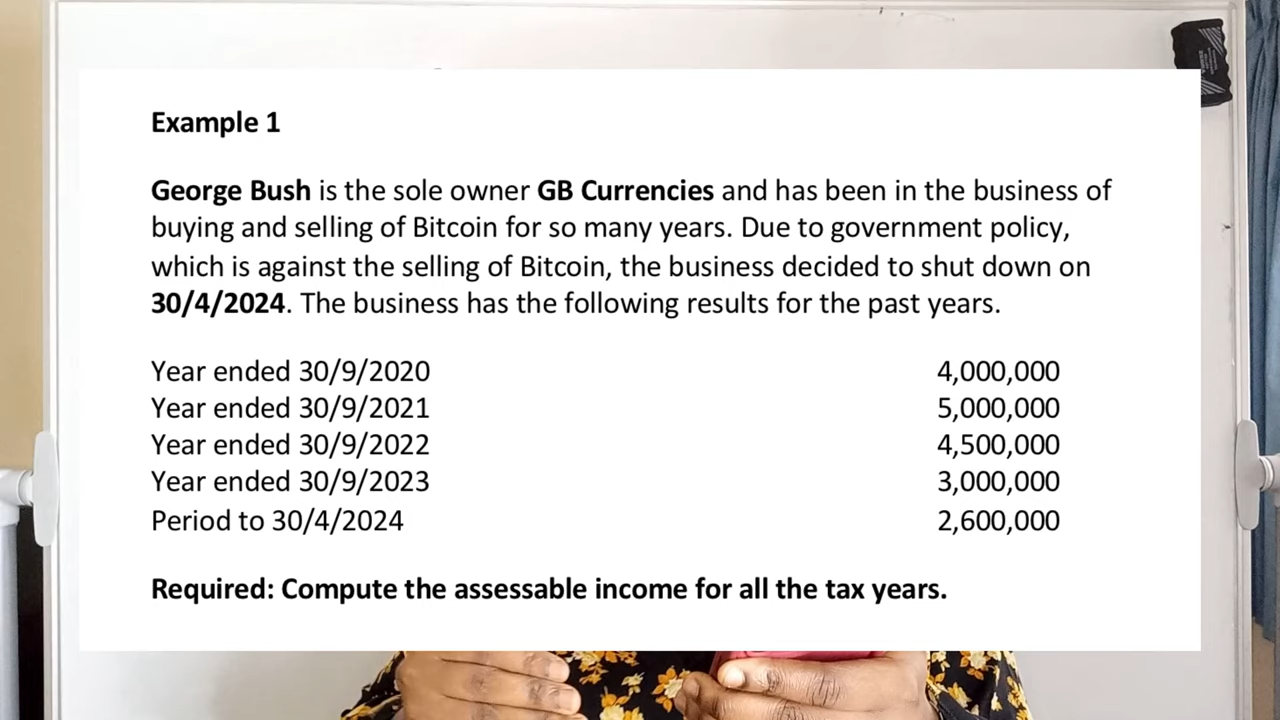 Example 1
George Bush is the sole owner GB Currencies and has been in the business of
buying and selling of Bitcoin for so many years. Due to government policy,
which is against the selling of Bitcoin, the business decided to shut down on
30/4/2024. The business has the following results for the past years.
Year ended 30/9/2020 4,000,000
Year ended 30/9/2021 5,000,000
Year ended 30/9/2022 4,500,000
Year ended 30/9/2023 3,000,000
Period to 30/4/2024 2,600,000
Required: Compute the assessable income for all the tax years.